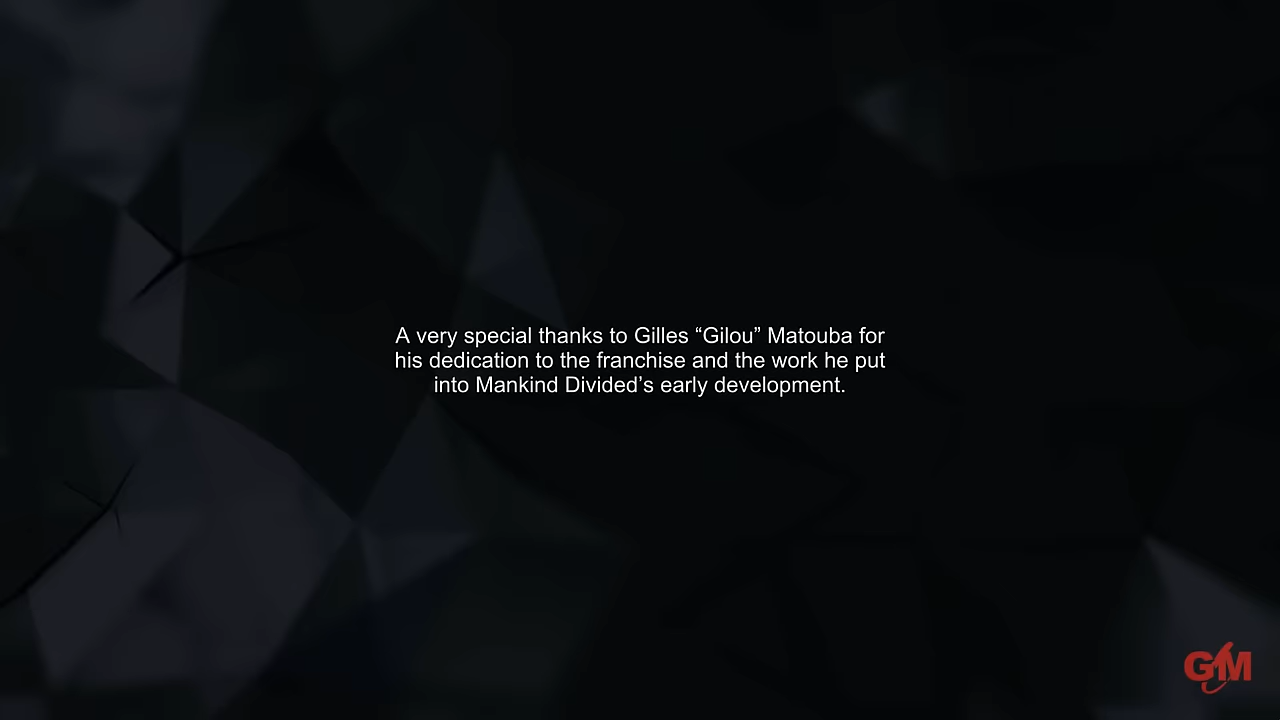 A very special thanks to Gilles “Gilou” Matouba for
his dedication to the franchise and the work he put
into Mankind Divided’s early development.
GM